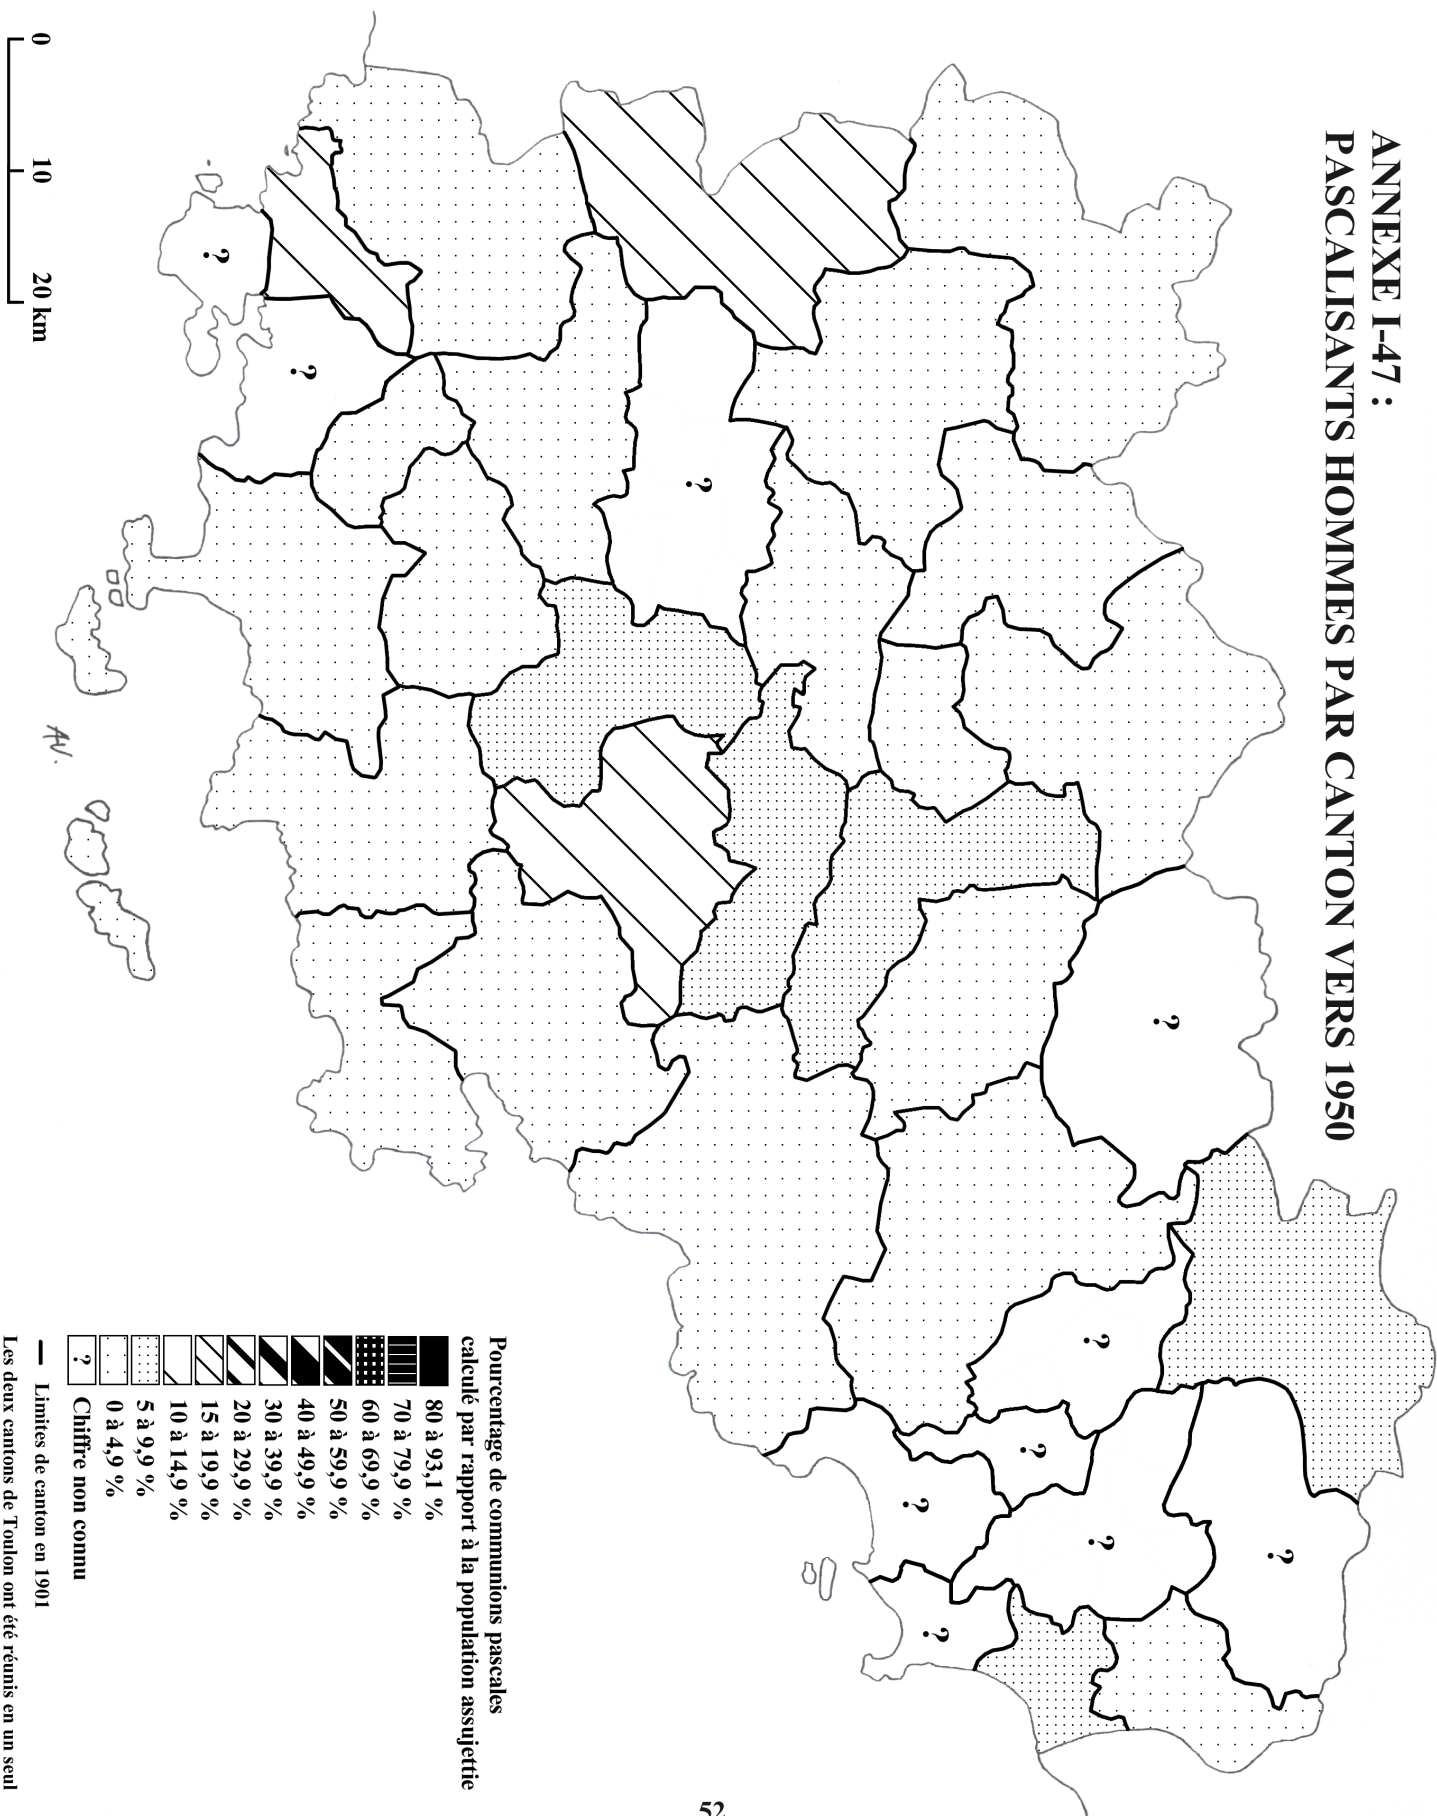 ANNEXE I-47 :
PASCALISANTS HOMMES PAR CANTON VERS 1950
?
?
?
?
?
?
?
?
?
?
AV.
0 10 20 km
Pourcentage de communions pascales
calculé par rapport à la population assujettie
80 à 93,1 %
70 à 79,9 %
60 à 69,9 %
50 à 59,9 %
40 à 49,9 %
30 à 39,9 %
20 à 29,9 %
15 à 19,9 %
10 à 14,9 %
5 à 9,9 %
0 à 4,9 %
? Chiffre non connu
Limites de canton en 1901
Les deux cantons de Toulon ont été réunis en un seul
52